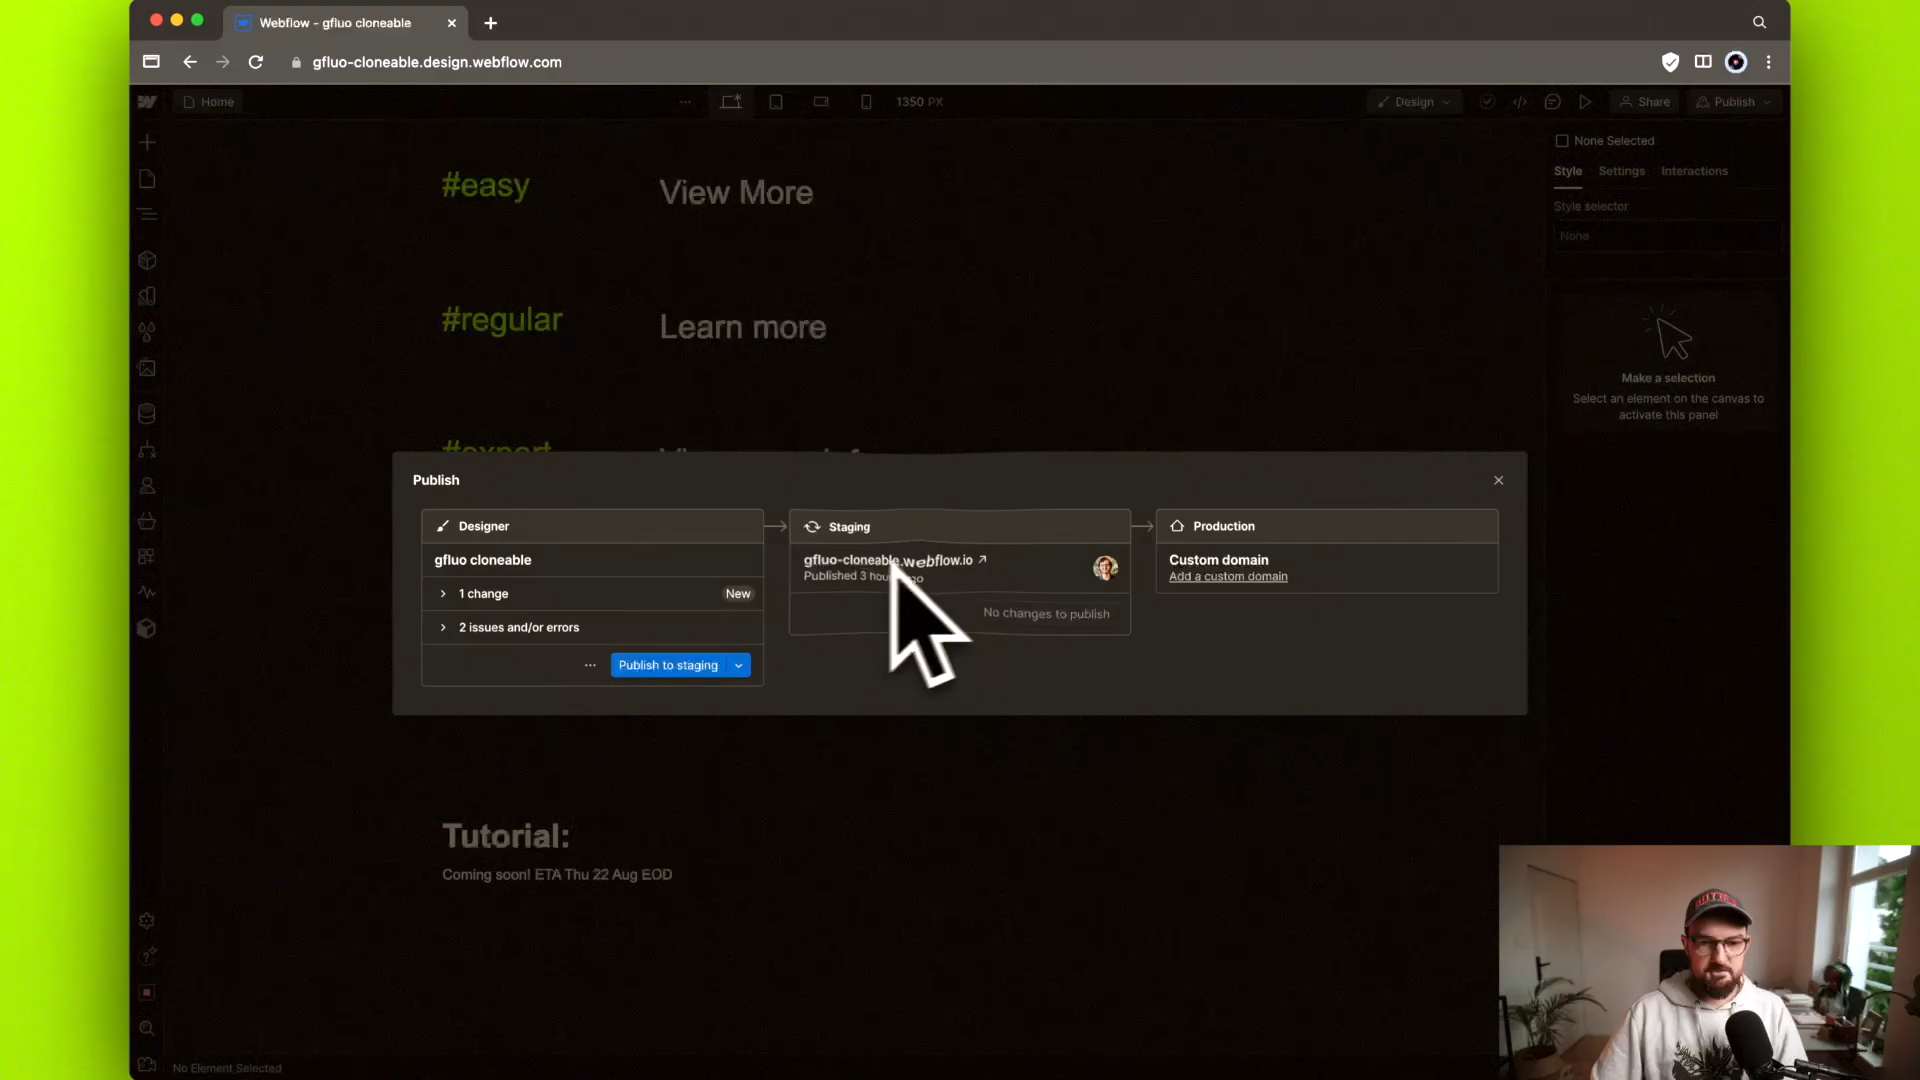 Webflow - gfluo cloneable
gfluo-cloneable.design.webflow.com
Home
1350 PX
Design
Share
Publish
None Selected
Style Settings Interactions
Style selector
None
Make a selection
Select an element on the canvas to
activate this panel
#easy
View More
#regular
Learn more
#expert
Publish
Designer
gfluo cloneable
1 change
New
2 issues and/or errors
Publish to staging
Staging
gfluo-cloneable.webflow.io
Published 3
No changes to publish
Production
Custom domain
Add a custom domain
Tutorial:
Coming soon! ETA Thu 22 Aug EOD
No Element Selected